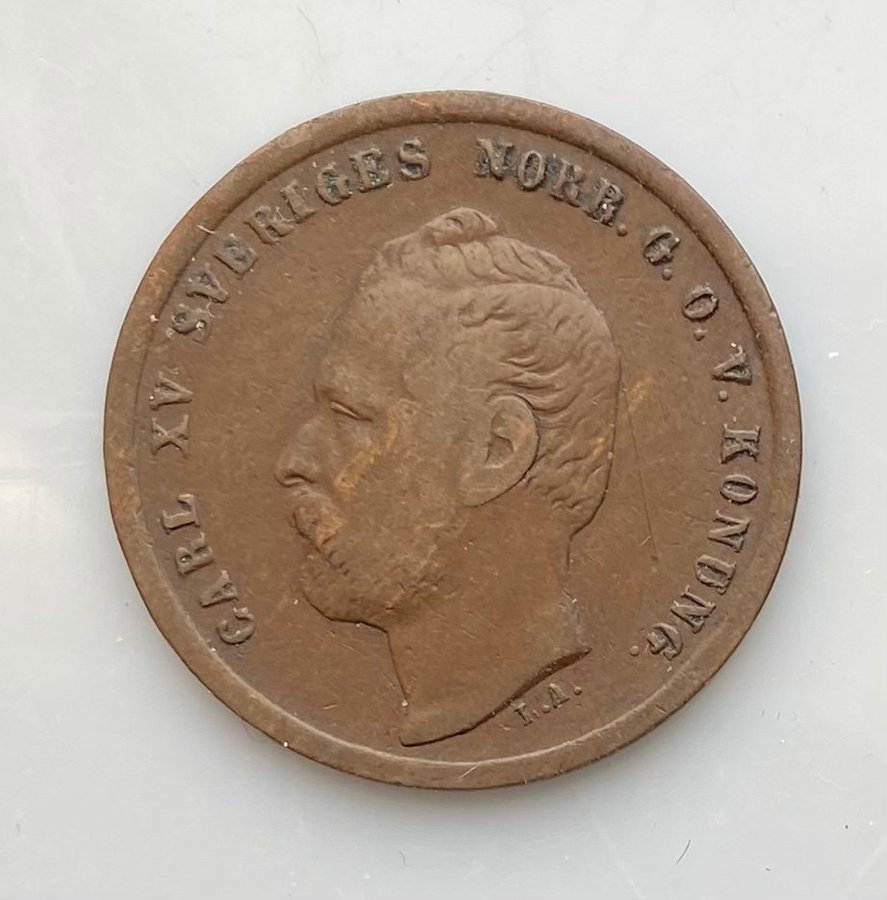 CARL XV SVERIGES NORR. G. O. V. KONUNG.
L.A.